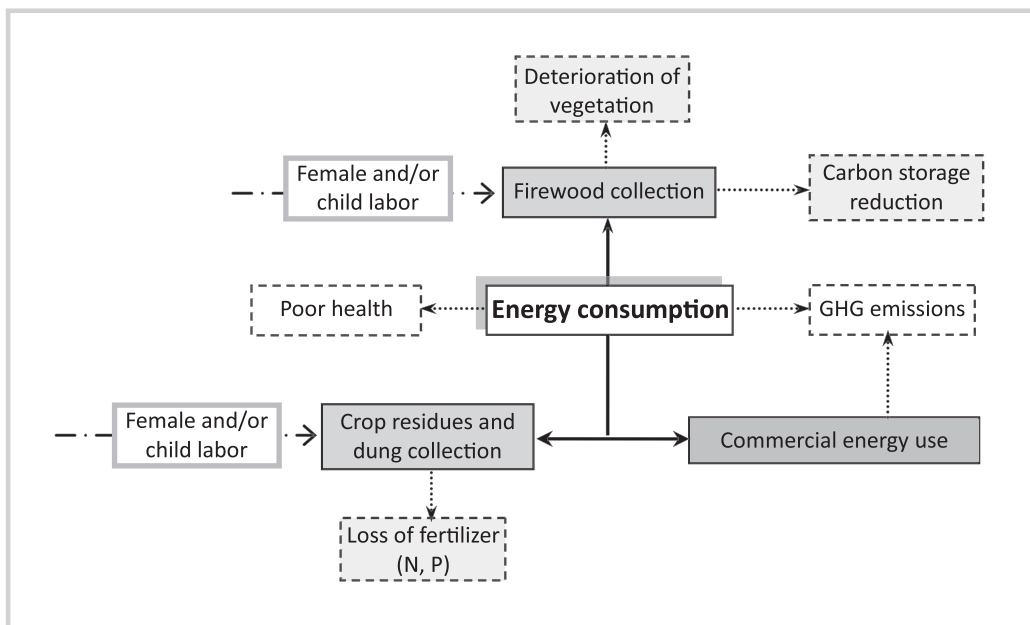 Deterioration of
vegetation
Female and/or
child labor
Firewood collection
Carbon storage
reduction
Poor health
Energy consumption
GHG emissions
Female and/or
child labor
Crop residues and
dung collection
Commercial energy use
Loss of fertilizer
(N, P)